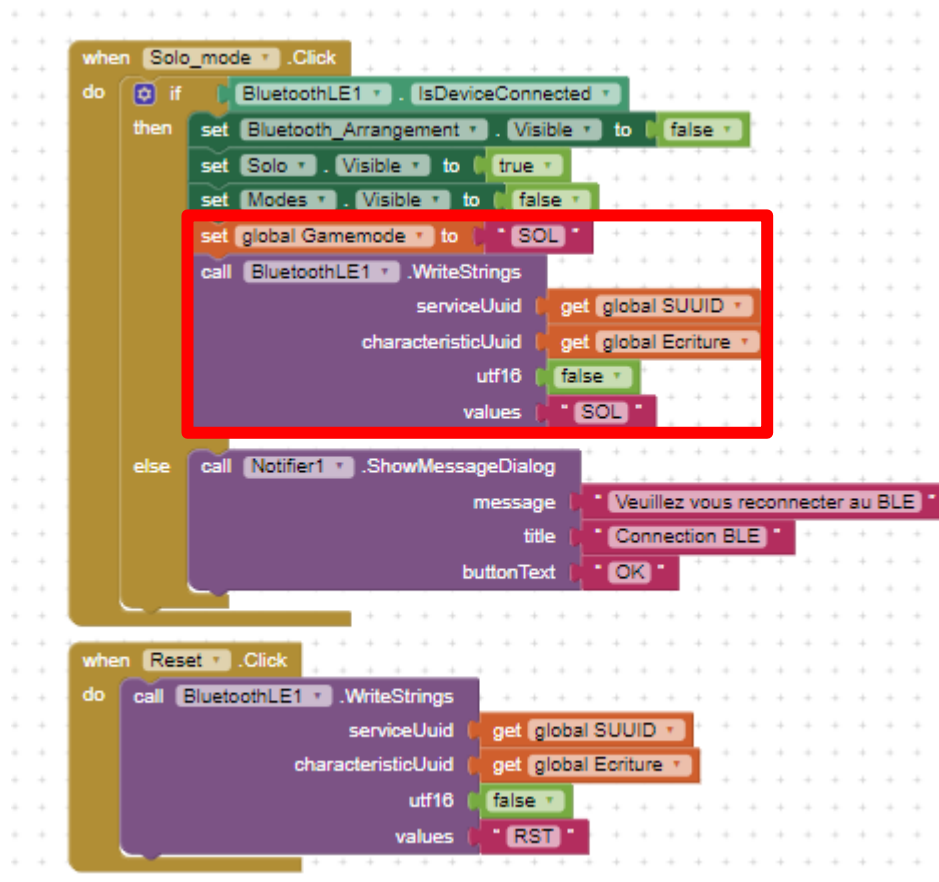 when Solo_mode .Click
do if BluetoothLE1 . IsDeviceConnected
then set Bluetooth_Arrangement . Visible to false
set Solo . Visible to true
set Modes . Visible to false
set global Gamemode to " SOL "
call BluetoothLE1 .WriteStrings
serviceUuid get global SUUID
characteristicUuid get global Ecriture
utf16 false
values " SOL "
else call Notifier1 .ShowMessageDialog
message " Veuillez vous reconnecter au BLE "
title " Connection BLE "
buttonText " OK "
when Reset .Click
do call BluetoothLE1 .WriteStrings
serviceUuid get global SUUID
characteristicUuid get global Ecriture
utf16 false
values " RST "